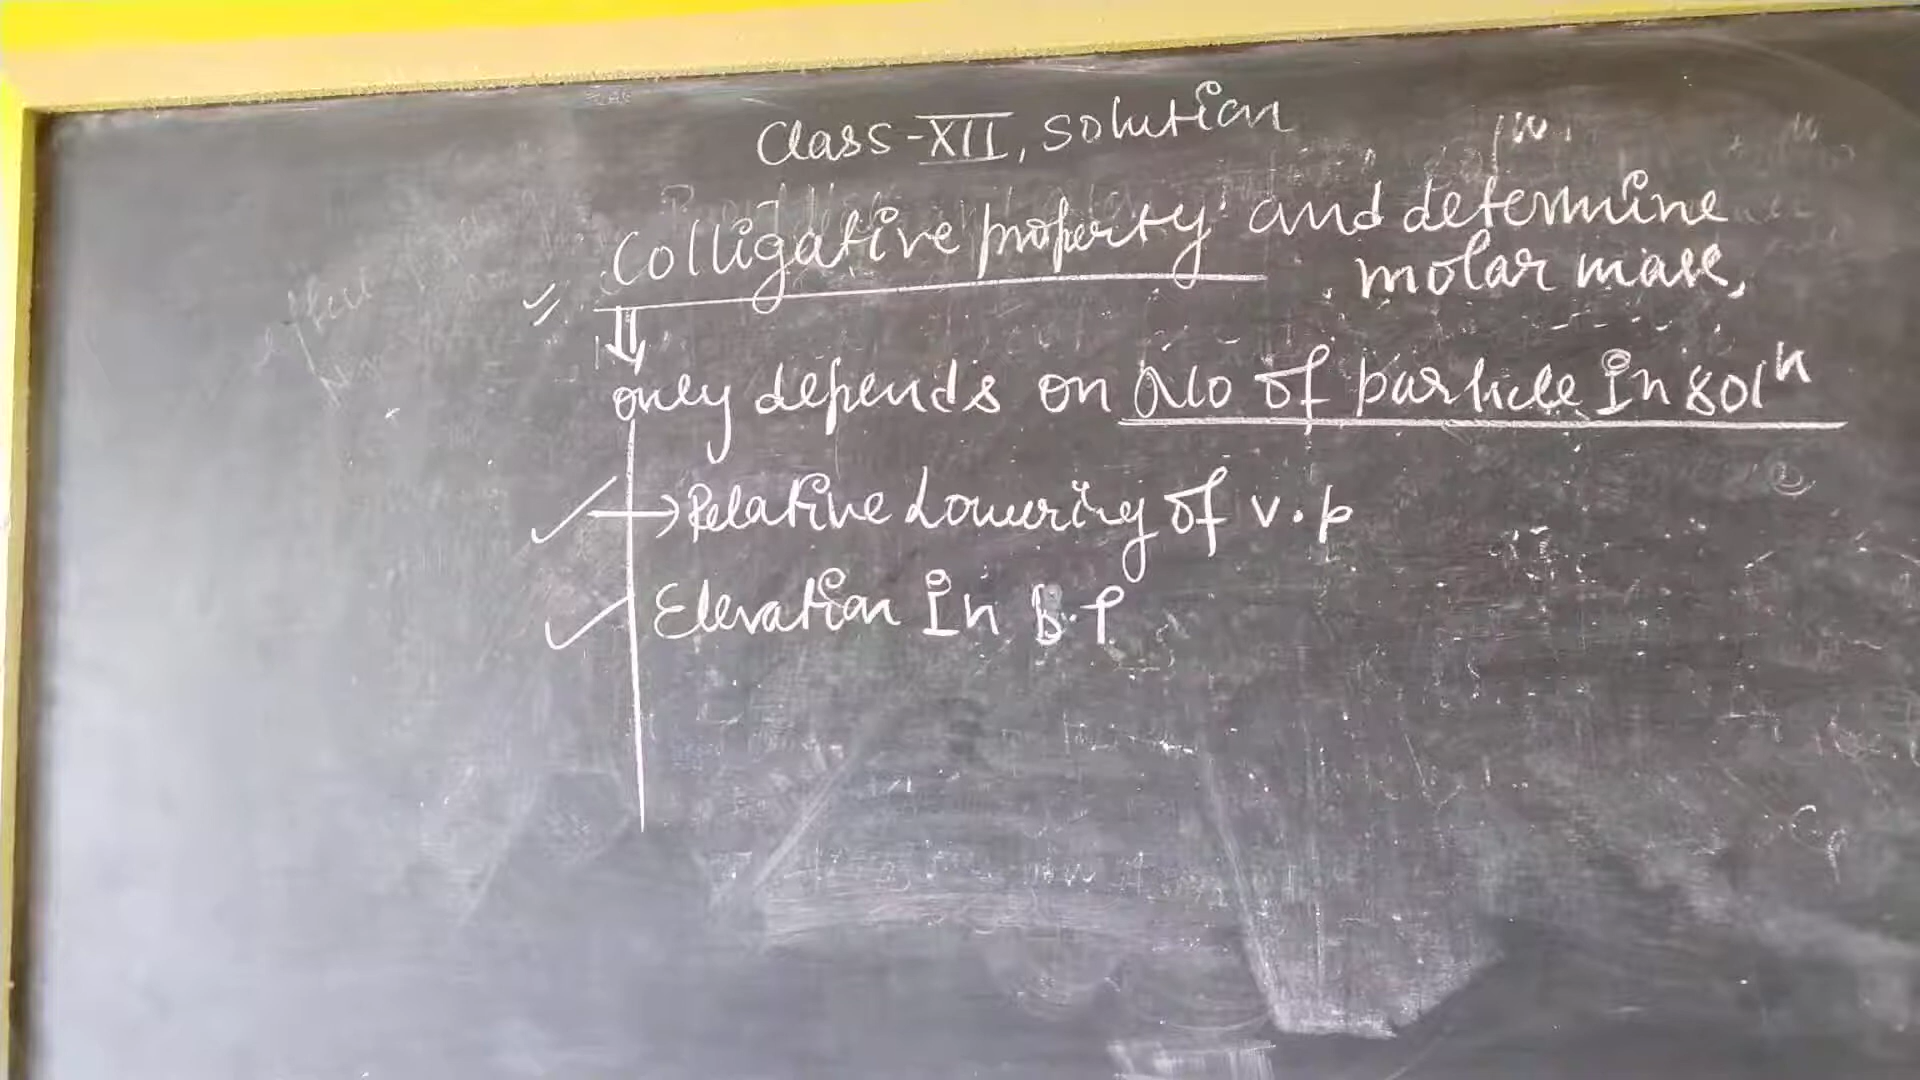 Class-XII, Solution
Colligative property and determine
molar mass,
only depends on No of particle In solⁿ
→ Relative Lowering of v.p
Elevation In b.p